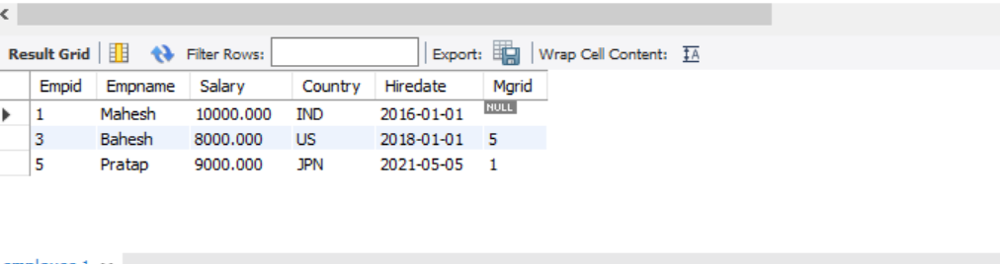 Result Grid Filter Rows: Export: Wrap Cell Content: IA
Empid Empname Salary Country Hiredate Mgrid
1 Mahesh 10000.000 IND 2016-01-01 NULL
3 Bahesh 8000.000 US 2018-01-01 5
5 Pratap 9000.000 JPN 2021-05-05 1